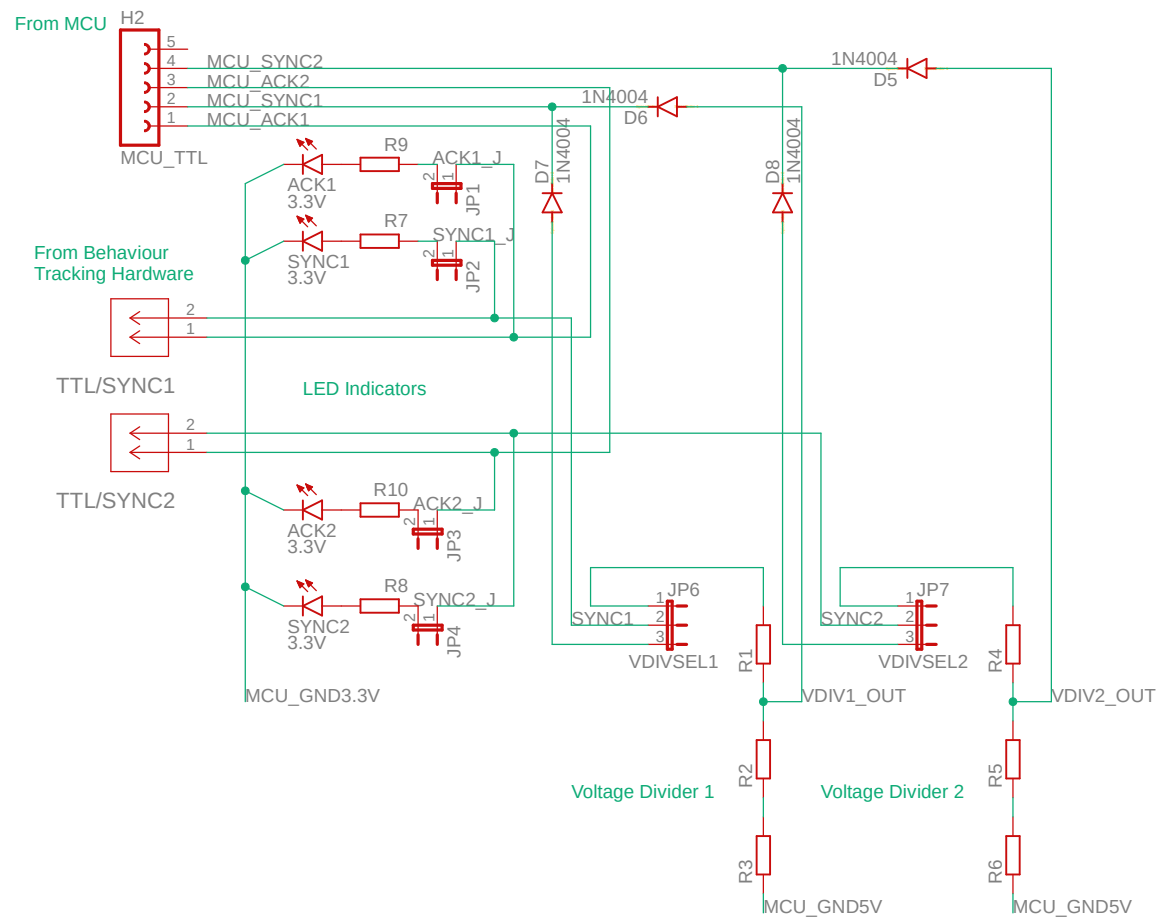 From MCU
H2
5
4
3
2
1
MCU_SYNC2
MCU_ACK2
MCU_SYNC1
MCU_ACK1
MCU_TTL
1N4004
D5
1N4004
D6
D7
1N4004
D8
1N4004
R9
ACK1_J
2
1
JP1
ACK1
3.3V
R7
SYNC1_J
2
1
JP2
SYNC1
3.3V
From Behaviour
Tracking Hardware
2
1
TTL/SYNC1
LED Indicators
2
1
TTL/SYNC2
R10
ACK2_J
2
1
JP3
ACK2
3.3V
R8
SYNC2_J
2
1
JP4
SYNC2
3.3V
MCU_GND3.3V
JP6
1
2
3
SYNC1
VDIVSEL1
R1
VDIV1_OUT
JP7
1
2
3
SYNC2
VDIVSEL2
R4
VDIV2_OUT
R2
Voltage Divider 1
R5
Voltage Divider 2
R3
MCU_GND5V
R6
MCU_GND5V